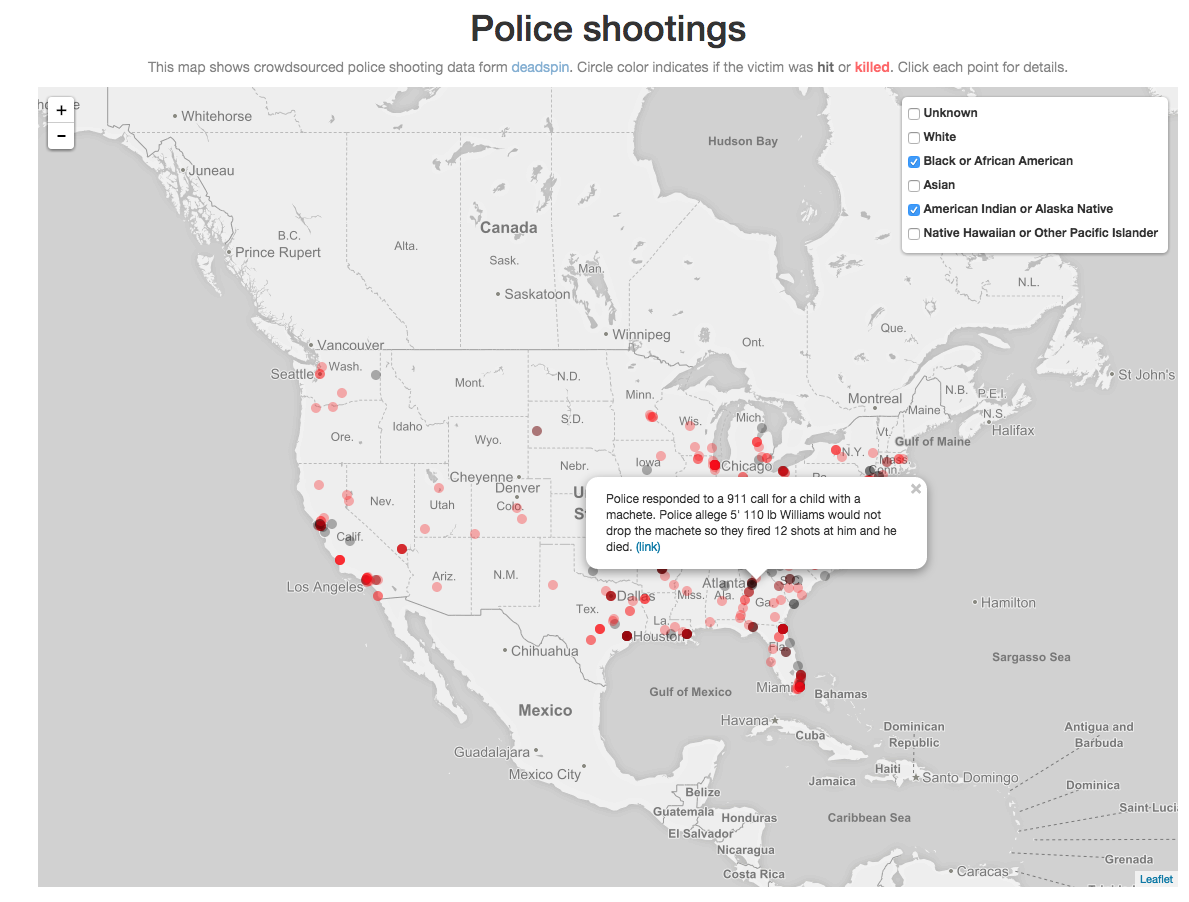 Police shootings
This map shows crowdsourced police shooting data form deadspin. Circle color indicates if the victim was hit or killed. Click each point for details.
+
−
Unknown
White
Black or African American
Asian
American Indian or Alaska Native
Native Hawaiian or Other Pacific Islander
Whitehorse
Hudson Bay
Juneau
Canada
B.C.
Prince Rupert
Alta.
Sask.
Man.
Saskatoon
N.L.
Winnipeg
Que.
Ont.
Vancouver
Seattle
Wash.
St John's
Mont.
N.D.
Minn.
Montreal
N.B.
P.E.I.
Maine
N.S.
Halifax
Ore.
Idaho
S.D.
Wis.
Mich.
Vt.
Gulf of Maine
Wyo.
N.Y.
Mass.
Conn.
Iowa
Chicago
Nebr.
Cheyenne
Denver
Colo.
Nev.
Utah
Calif.
Police responded to a 911 call for a child with a
machete. Police allege 5' 110 lb Williams would not
drop the machete so they fired 12 shots at him and he
died. (link)
×
Los Angeles
Ariz.
N.M.
Atlanta
S.C.
Dallas
Miss.
Ala.
Ga.
Tex.
La.
Houston
Hamilton
Chihuahua
Fla.
Sargasso Sea
Miami
Gulf of Mexico
Bahamas
Mexico
Havana
Cuba
Dominican
Republic
Antigua and
Barbuda
Guadalajara
Mexico City
Haiti
Jamaica
Santo Domingo
Dominica
Belize
Guatemala
Honduras
Caribbean Sea
Saint Luci
El Salvador
Nicaragua
Grenada
Costa Rica
Caracas
Leaflet